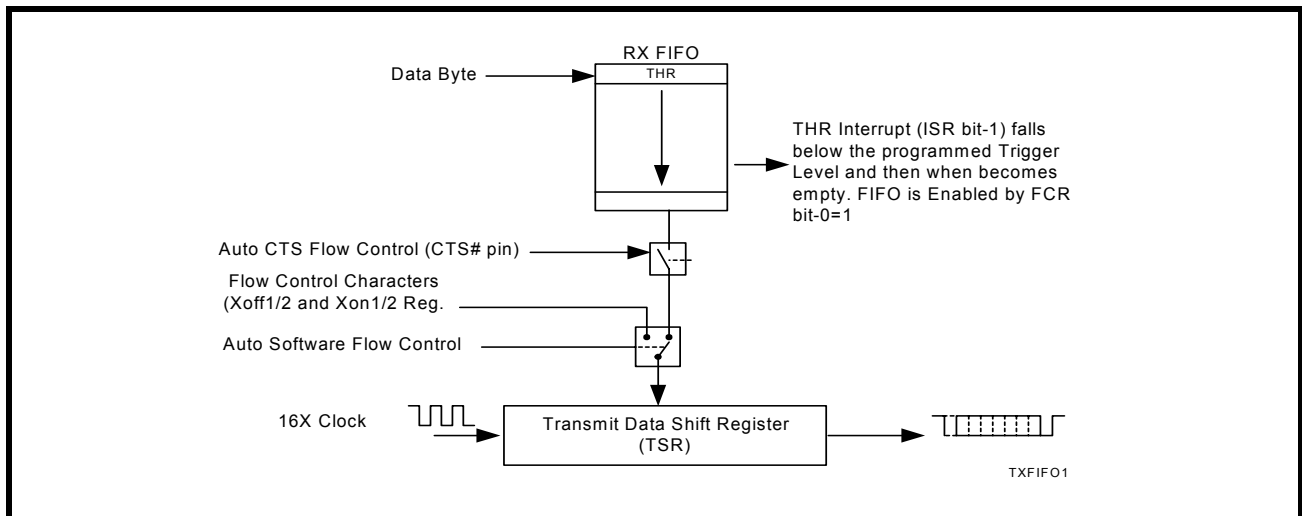 RX FIFO
THR
Data Byte
THR Interrupt (ISR bit-1) falls
below the programmed Trigger
Level and then when becomes
empty. FIFO is Enabled by FCR
bit-0=1
Auto CTS Flow Control (CTS# pin)
Flow Control Characters
(Xoff1/2 and Xon1/2 Reg.
Auto Software Flow Control
16X Clock
Transmit Data Shift Register
(TSR)
TXFIFO1